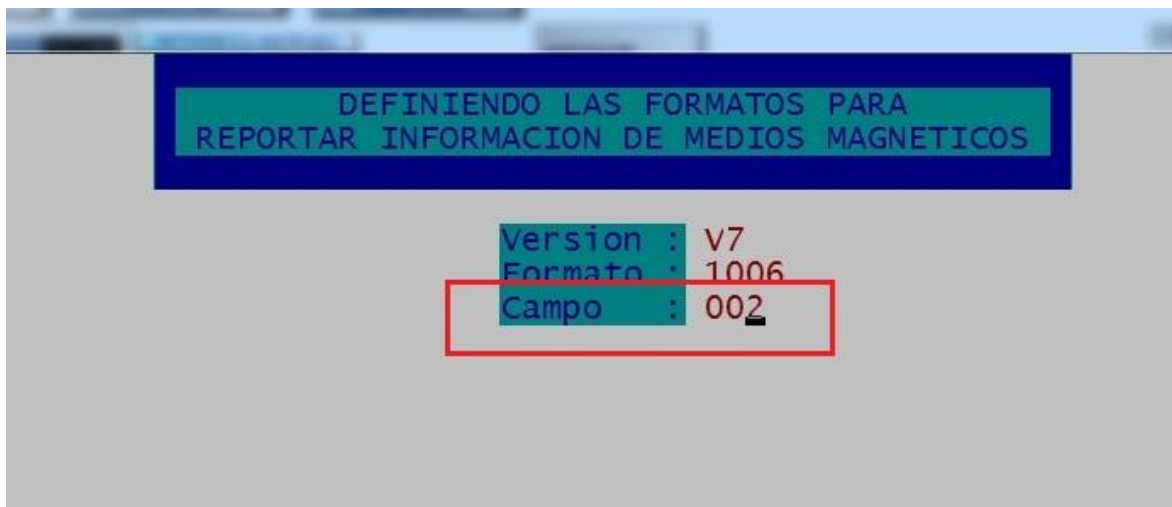 DEFINIENDO LAS FORMATOS PARA
REPORTAR INFORMACION DE MEDIOS MAGNETICOS
Version : V7
Formato : 1006
Campo : 002